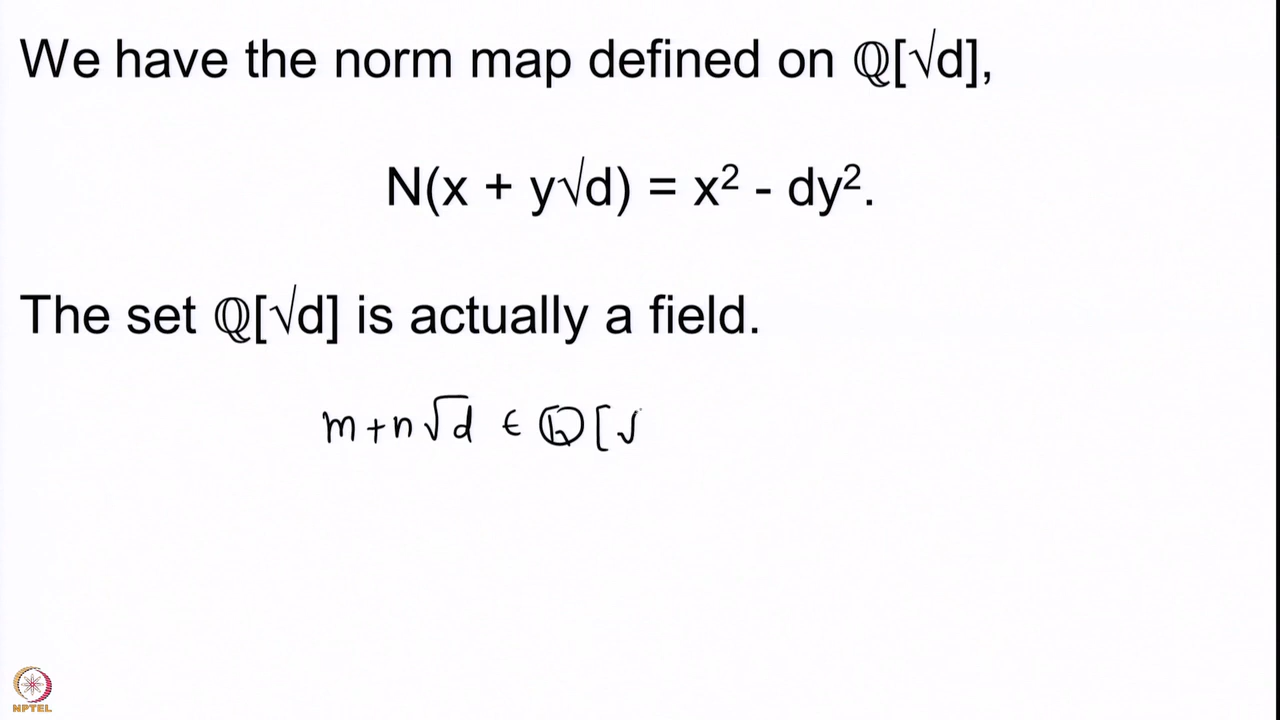 We have the norm map defined on ℚ[√d],
N(x + y√d) = x² - dy².
The set ℚ[√d] is actually a field.
m + n √d ∈ ℚ [√
NPTEL